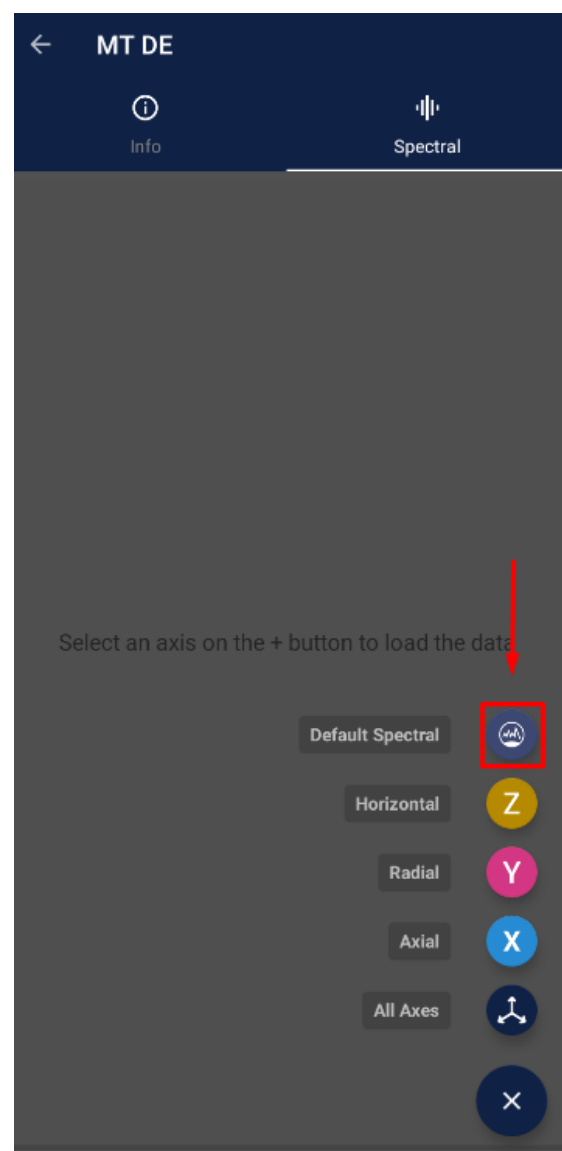 MT DE
Info
Spectral
Select an axis on the + button to load the data
Default Spectral
Horizontal
Z
Radial
Y
Axial
X
All Axes